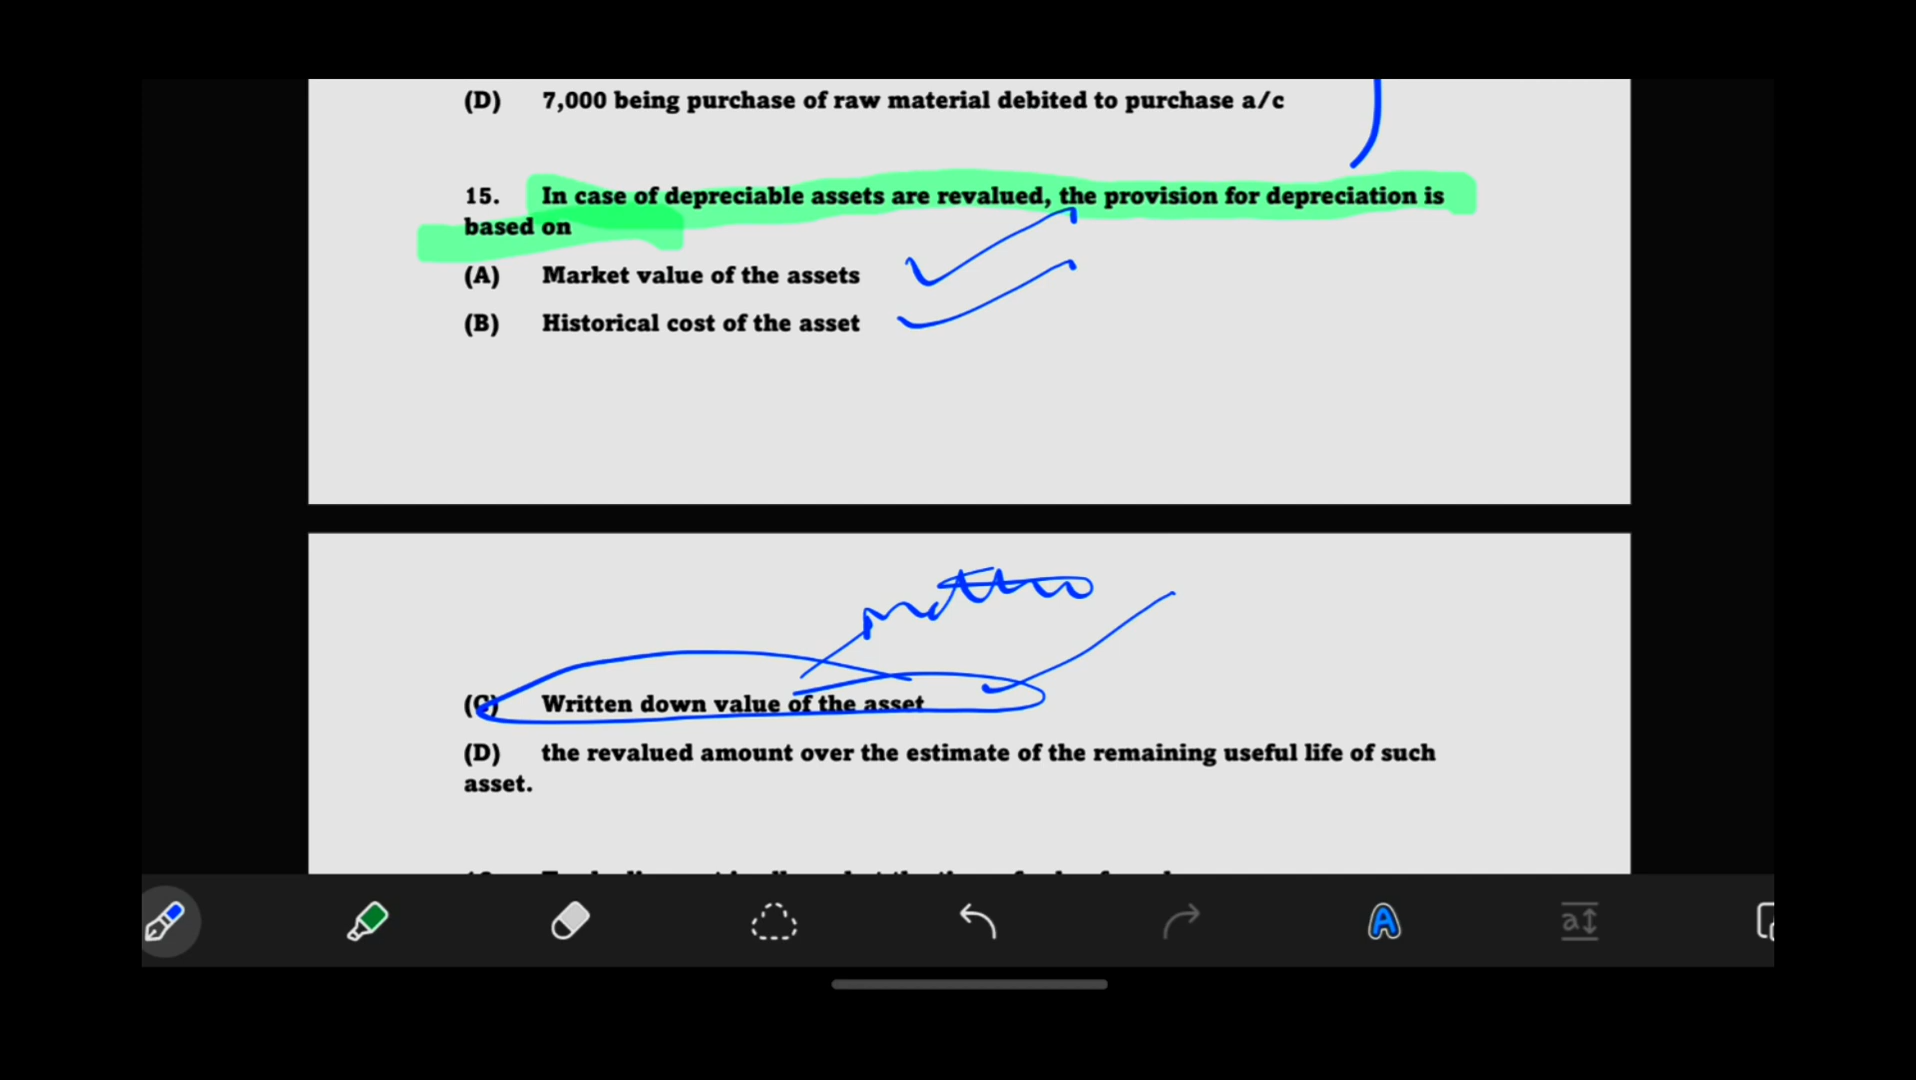 (D) 7,000 being purchase of raw material debited to purchase a/c
15. In case of depreciable assets are revalued, the provision for depreciation is
based on
(A) Market value of the assets
(B) Historical cost of the asset
(C) Written down value of the asset
(D) the revalued amount over the estimate of the remaining useful life of such
asset.